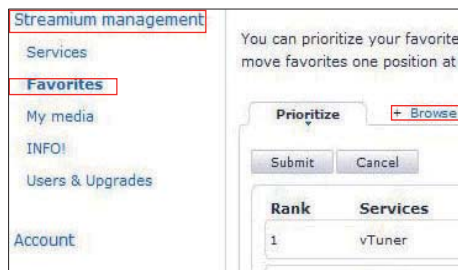 Streamium management
Services
Favorites
My media
INFO!
Users & Upgrades
Account
You can prioritize your favorite
move favorites one position at
Prioritize
+ Browse
Submit Cancel
Rank Services
1 vTuner